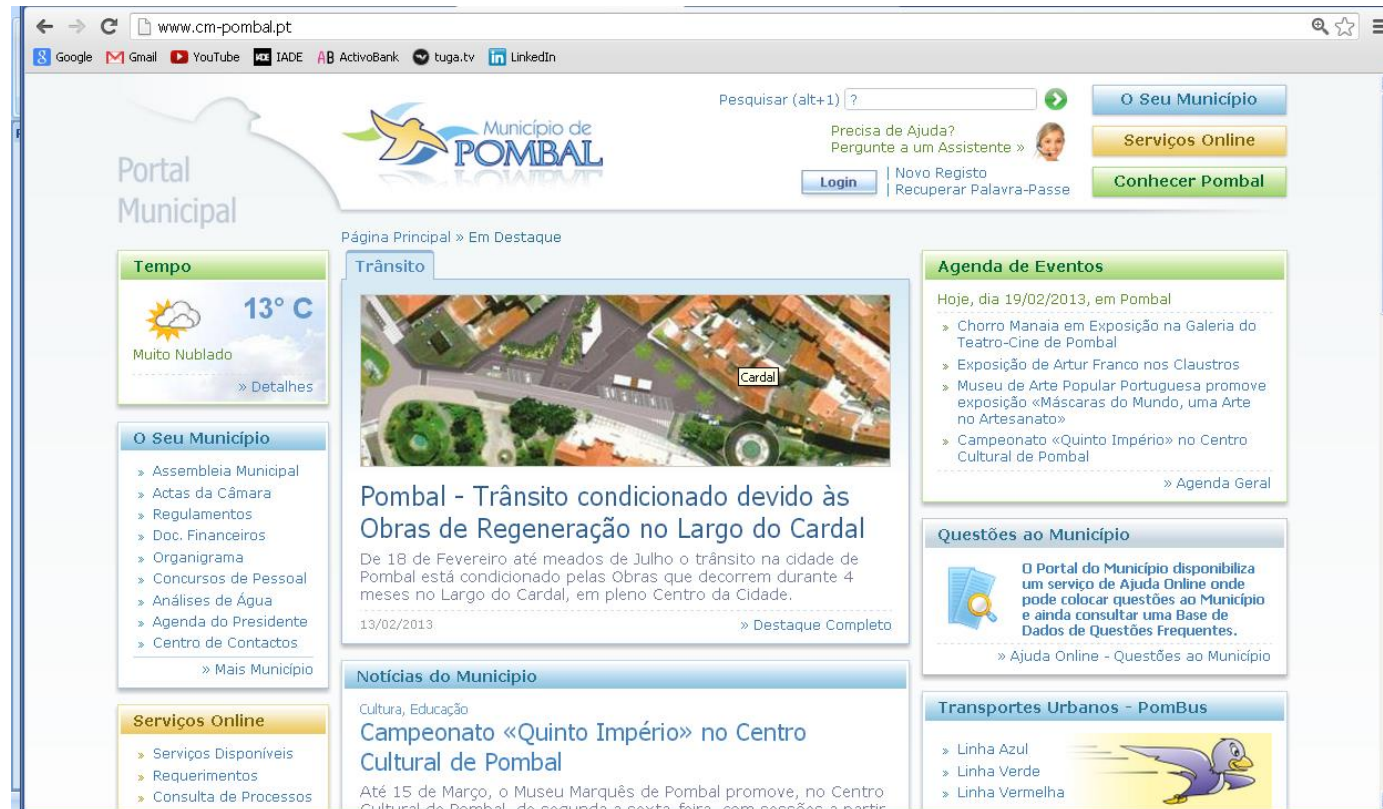 www.cm-pombal.pt
Google Gmail YouTube IADE ActivoBank tuga.tv LinkedIn
Portal
Municipal
Município de
POMBAL
Pesquisar (alt+1) ?
Precisa de Ajuda?
Pergunte a um Assistente »
Login
| Novo Registo
| Recuperar Palavra-Passe
O Seu Município
Serviços Online
Conhecer Pombal
Página Principal » Em Destaque
Tempo
13° C
Muito Nublado
» Detalhes
O Seu Município
» Assembleia Municipal
» Actas da Câmara
» Regulamentos
» Doc. Financeiros
» Organigrama
» Concursos de Pessoal
» Análises de Água
» Agenda do Presidente
» Centro de Contactos
» Mais Município
Serviços Online
» Serviços Disponíveis
» Requerimentos
» Consulta de Processos
Trânsito
Cardal
Pombal - Trânsito condicionado devido às
Obras de Regeneração no Largo do Cardal
De 18 de Fevereiro até meados de Julho o trânsito na cidade de
Pombal está condicionado pelas Obras que decorrem durante 4
meses no Largo do Cardal, em pleno Centro da Cidade.
13/02/2013 » Destaque Completo
Notícias do Municipio
Cultura, Educação
Campeonato «Quinto Império» no Centro
Cultural de Pombal
Até 15 de Março, o Museu Marquês de Pombal promove, no Centro
Cultural de Pombal, de segunda a sexta-feira, com sessões a partir
Agenda de Eventos
Hoje, dia 19/02/2013, em Pombal
» Chorro Manaia em Exposição na Galeria do
Teatro-Cine de Pombal
» Exposição de Artur Franco nos Claustros
» Museu de Arte Popular Portuguesa promove
exposição «Máscaras do Mundo, uma Arte
no Artesanato»
» Campeonato «Quinto Império» no Centro
Cultural de Pombal
» Agenda Geral
Questões ao Município
O Portal do Município disponibiliza
um serviço de Ajuda Online onde
pode colocar questões ao Município
e ainda consultar uma Base de
Dados de Questões Frequentes.
» Ajuda Online - Questões ao Município
Transportes Urbanos - PomBus
» Linha Azul
» Linha Verde
» Linha Vermelha